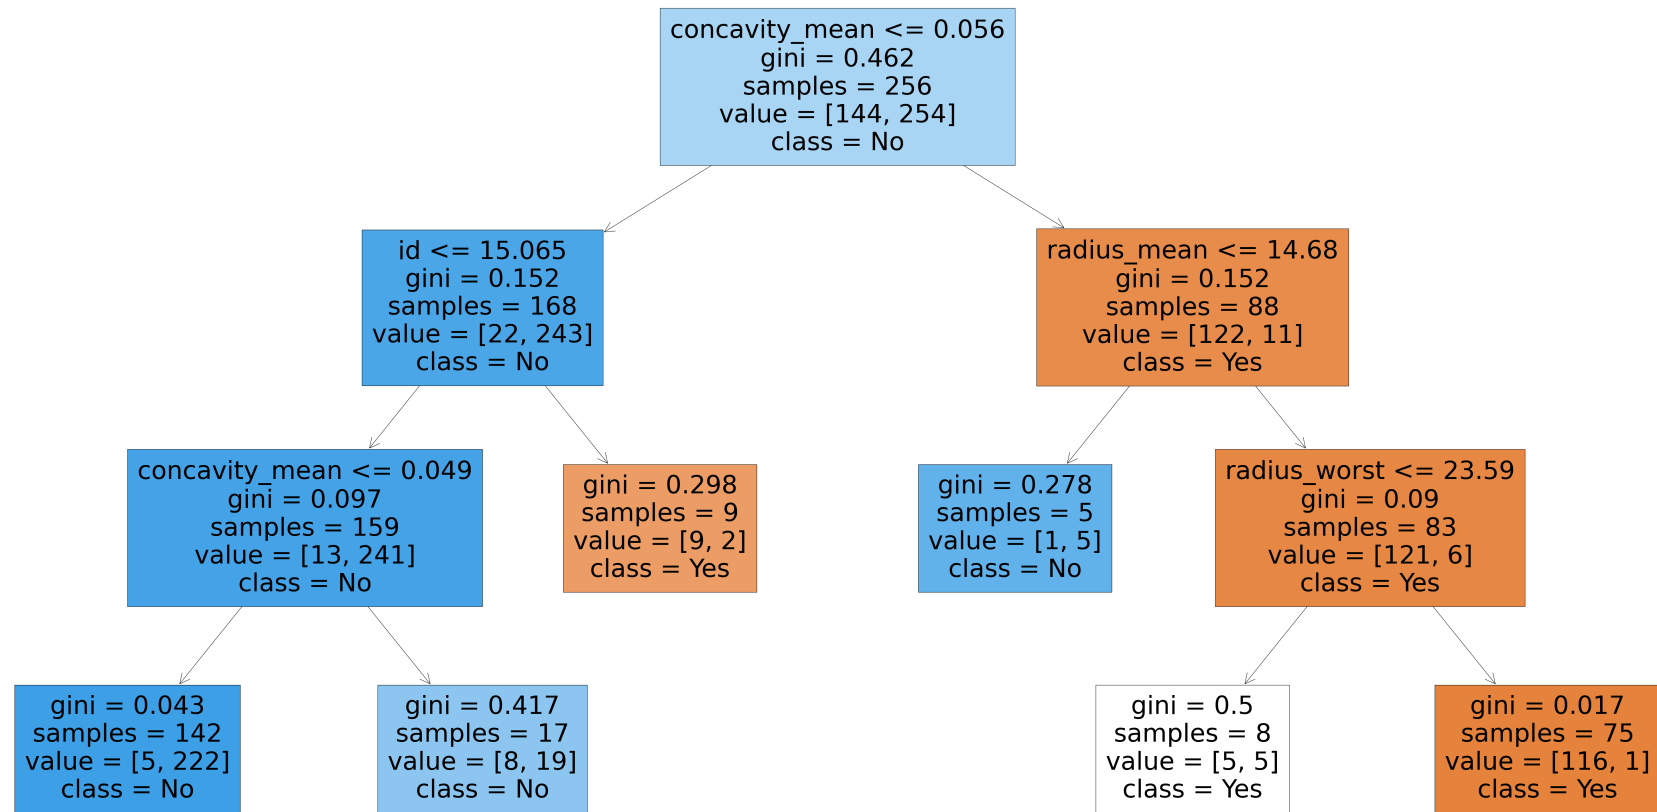 concavity_mean <= 0.056
gini = 0.462
samples = 256
value = [144, 254]
class = No
id <= 15.065
gini = 0.152
samples = 168
value = [22, 243]
class = No
radius_mean <= 14.68
gini = 0.152
samples = 88
value = [122, 11]
class = Yes
concavity_mean <= 0.049
gini = 0.097
samples = 159
value = [13, 241]
class = No
gini = 0.298
samples = 9
value = [9, 2]
class = Yes
gini = 0.278
samples = 5
value = [1, 5]
class = No
radius_worst <= 23.59
gini = 0.09
samples = 83
value = [121, 6]
class = Yes
gini = 0.043
samples = 142
value = [5, 222]
class = No
gini = 0.417
samples = 17
value = [8, 19]
class = No
gini = 0.5
samples = 8
value = [5, 5]
class = Yes
gini = 0.017
samples = 75
value = [116, 1]
class = Yes